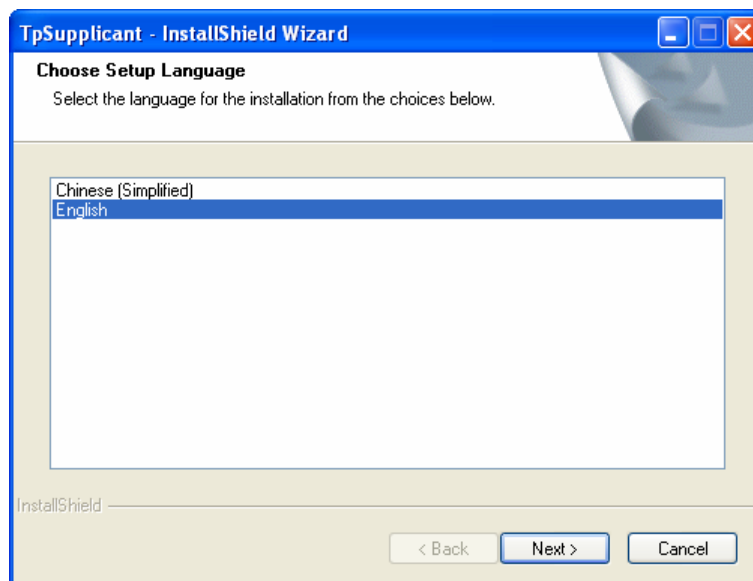 TpSupplicant - InstallShield Wizard
Choose Setup Language
Select the language for the installation from the choices below.
Chinese (Simplified)
English
InstallShield
< Back
Next >
Cancel